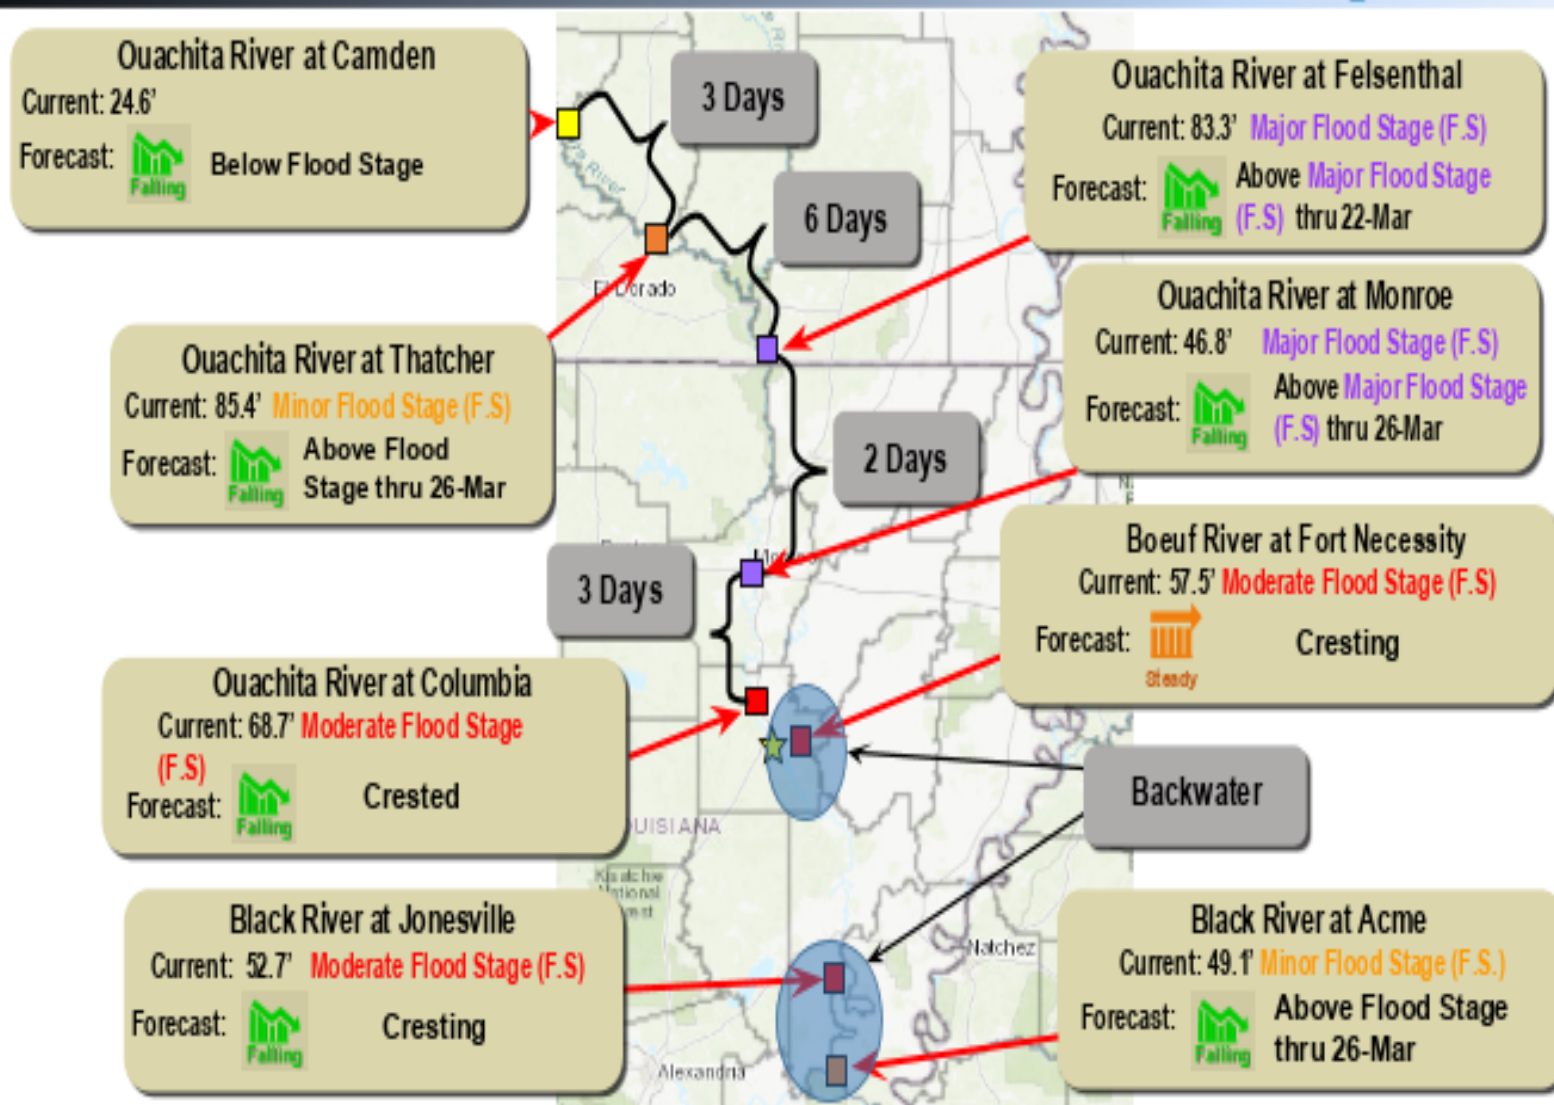 Ouachita River at Camden
Current: 24.6'
Forecast:
Falling
Below Flood Stage
3 Days
Ouachita River at Felsenthal
Current: 83.3' Major Flood Stage (F.S)
Forecast:
Falling
Above Major Flood Stage
(F.S) thru 22-Mar
6 Days
El Dorado
Ouachita River at Monroe
Current: 46.8' Major Flood Stage (F.S)
Forecast:
Falling
Above Major Flood Stage
(F.S) thru 26-Mar
Ouachita River at Thatcher
Current: 85.4' Minor Flood Stage (F.S)
Forecast:
Falling
Above Flood
Stage thru 26-Mar
2 Days
3 Days
Boeuf River at Fort Necessity
Current: 57.5' Moderate Flood Stage (F.S)
Forecast:
Steady
Cresting
Ouachita River at Columbia
Current: 68.7' Moderate Flood Stage
(F.S)
Forecast:
Falling
Crested
Backwater
Black River at Jonesville
Current: 52.7' Moderate Flood Stage (F.S)
Forecast:
Falling
Cresting
Natchez
Black River at Acme
Current: 49.1' Minor Flood Stage (F.S.)
Forecast:
Falling
Above Flood Stage
thru 26-Mar
Alexandria